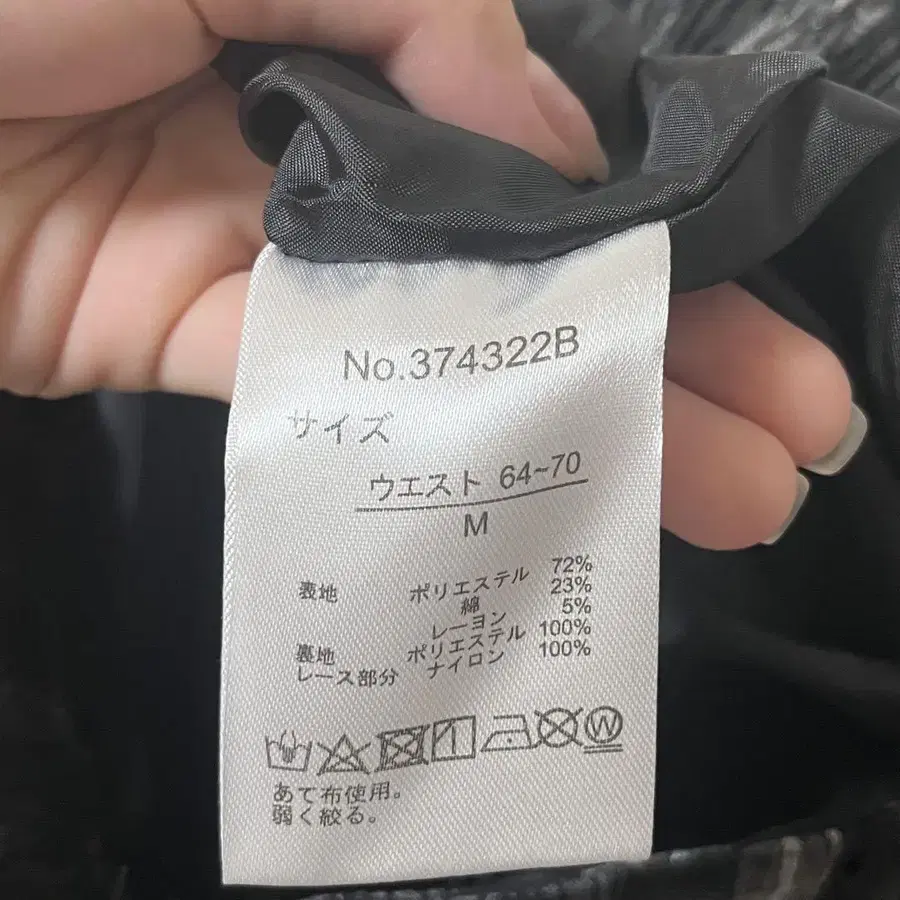 No.374322B
サイズ
ウエスト 64~70
M
表地 ポリエステル 72%
綿 23%
レーヨン 5%
裏地 ポリエステル 100%
レース部分 ナイロン 100%
W
あて布使用。
弱く絞る。